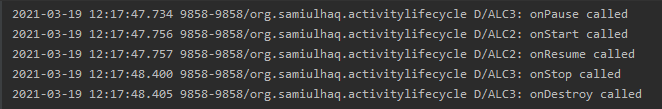 2021-03-19 12:17:47.734 9858-9858/org.samiulhaq.activitylifecycle D/ALC3: onPause called
2021-03-19 12:17:47.756 9858-9858/org.samiulhaq.activitylifecycle D/ALC2: onStart called
2021-03-19 12:17:47.757 9858-9858/org.samiulhaq.activitylifecycle D/ALC2: onResume called
2021-03-19 12:17:48.400 9858-9858/org.samiulhaq.activitylifecycle D/ALC3: onStop called
2021-03-19 12:17:48.405 9858-9858/org.samiulhaq.activitylifecycle D/ALC3: onDestroy called